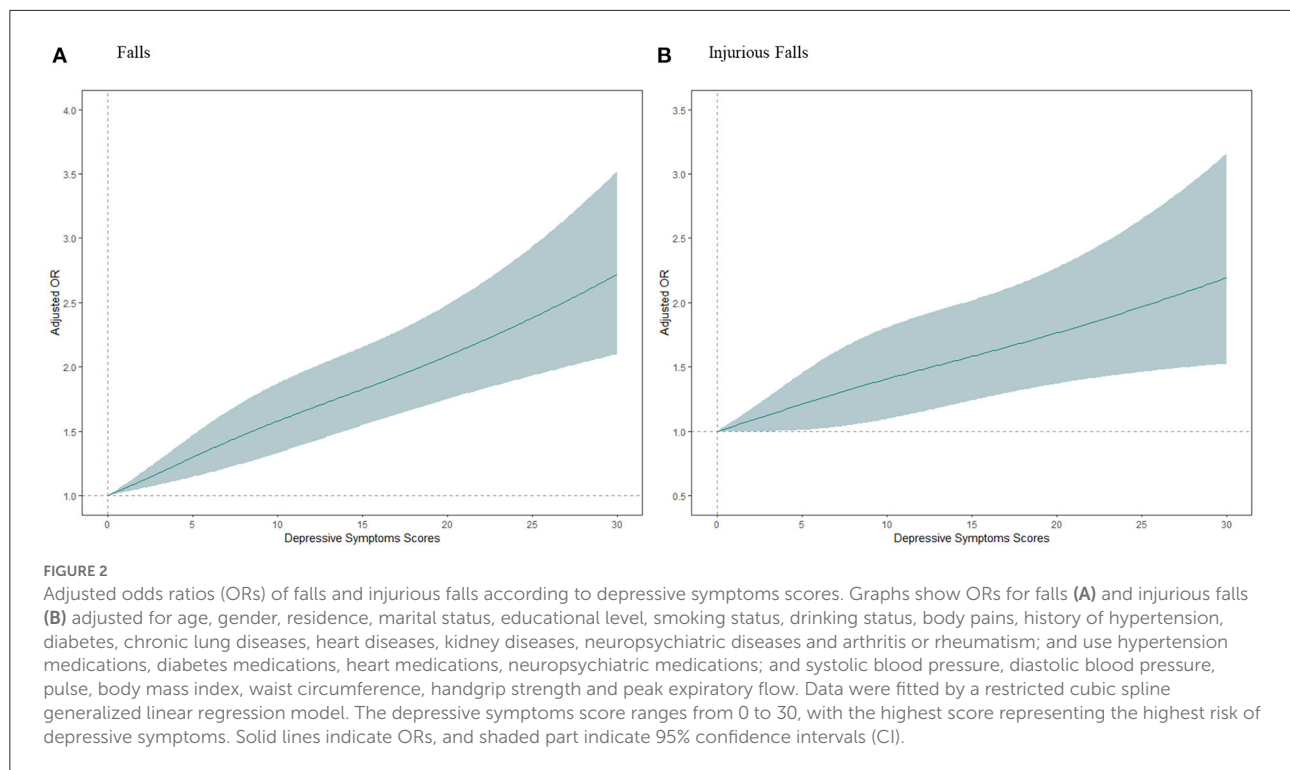 A Falls
4.0
3.5
3.0
2.5
2.0
1.5
1.0
Adjusted OR
0 5 10 15 20 25 30
Depressive Symptoms Scores
B Injurious Falls
3.5
3.0
2.5
2.0
1.5
1.0
0.5
Adjusted OR
0 5 10 15 20 25 30
Depressive Symptoms Scores
FIGURE 2
Adjusted odds ratios (ORs) of falls and injurious falls according to depressive symptoms scores. Graphs show ORs for falls (A) and injurious falls
(B) adjusted for age, gender, residence, marital status, educational level, smoking status, drinking status, body pains, history of hypertension,
diabetes, chronic lung diseases, heart diseases, kidney diseases, neuropsychiatric diseases and arthritis or rheumatism; and use hypertension
medications, diabetes medications, heart medications, neuropsychiatric medications; and systolic blood pressure, diastolic blood pressure,
pulse, body mass index, waist circumference, handgrip strength and peak expiratory flow. Data were fitted by a restricted cubic spline
generalized linear regression model. The depressive symptoms score ranges from 0 to 30, with the highest score representing the highest risk of
depressive symptoms. Solid lines indicate ORs, and shaded part indicate 95% confidence intervals (CI).